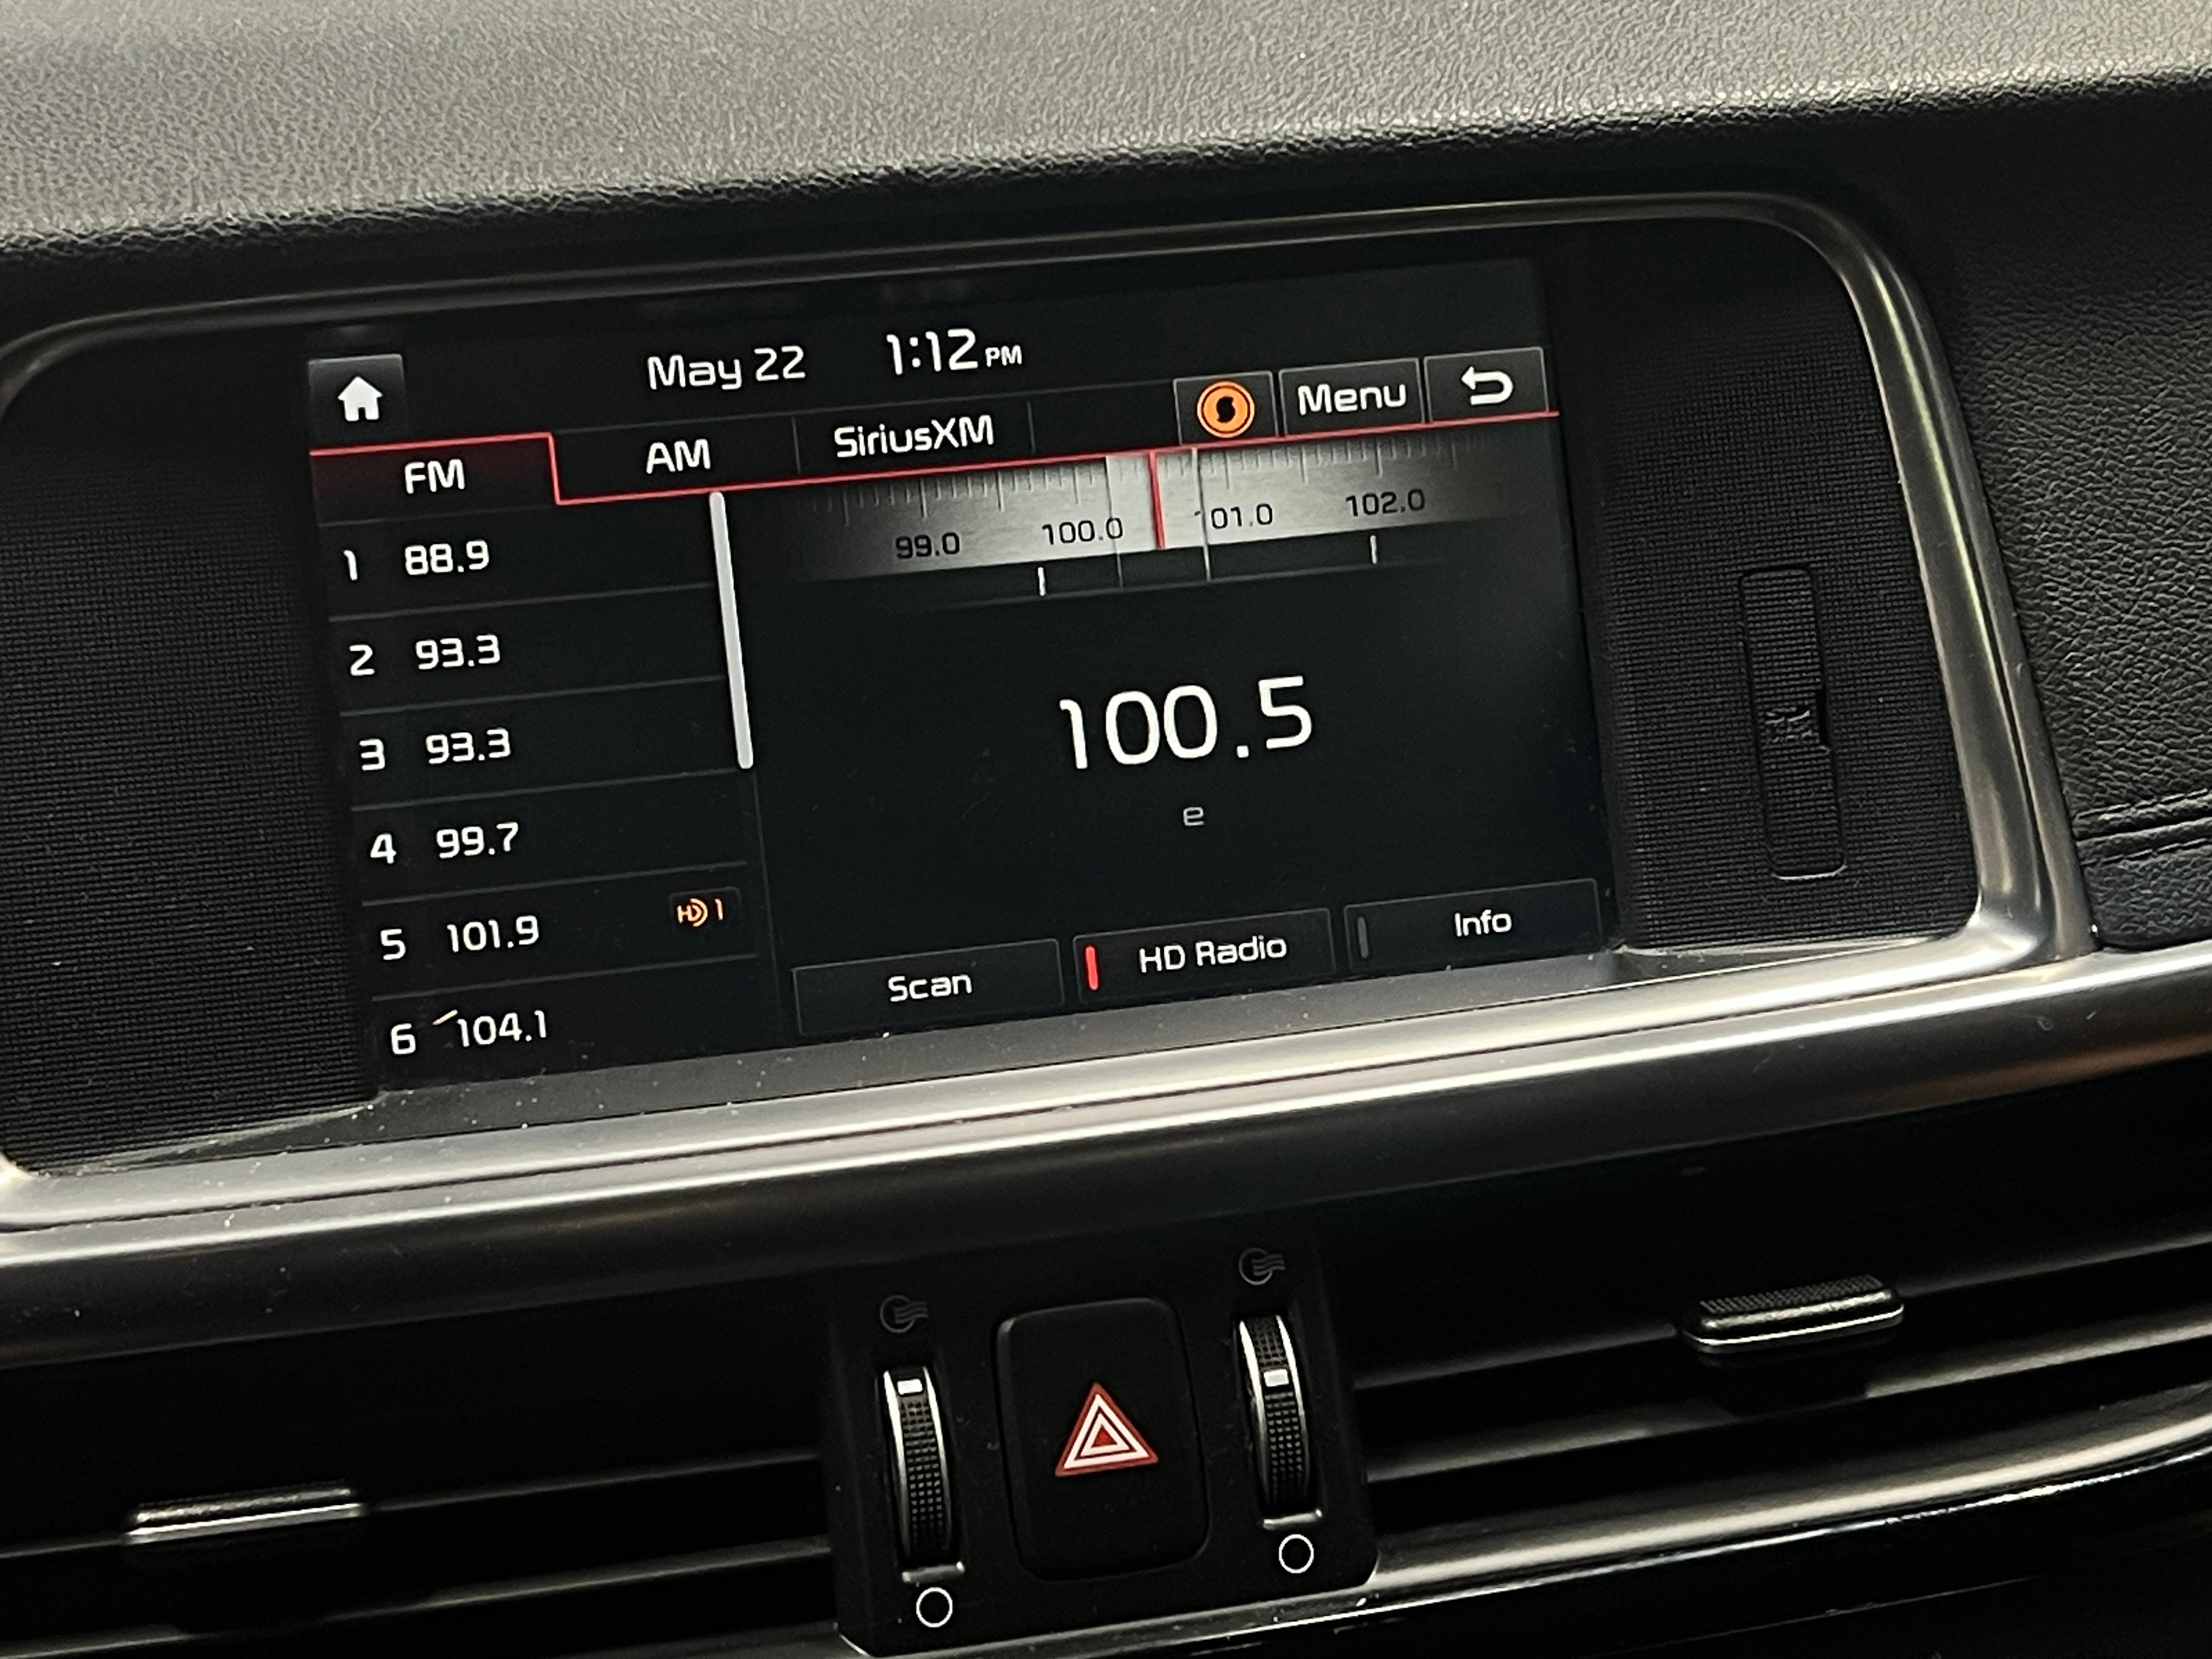 May 22 1:12 PM
FM AM SiriusXM Menu
99.0 100.0 101.0 102.0
1 88.9
2 93.3
3 93.3
4 99.7
5 101.9 HD 1
6 104.1
100.5
e
Scan HD Radio Info